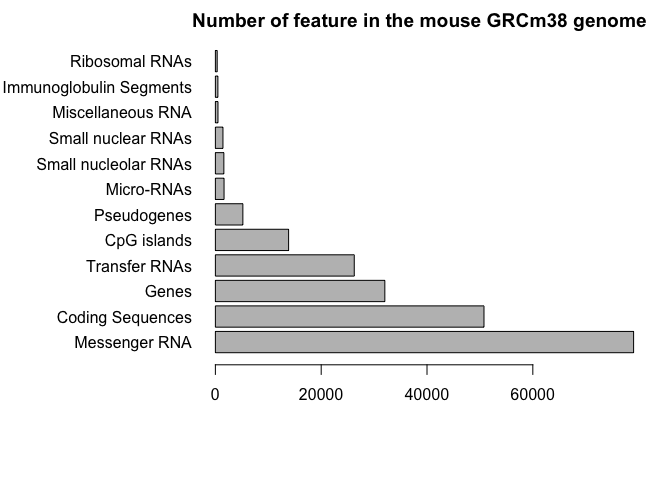 Number of feature in the mouse GRCm38 genome
Ribosomal RNAs
Immunoglobulin Segments
Miscellaneous RNA
Small nuclear RNAs
Small nucleolar RNAs
Micro-RNAs
Pseudogenes
CpG islands
Transfer RNAs
Genes
Coding Sequences
Messenger RNA
0 20000 40000 60000